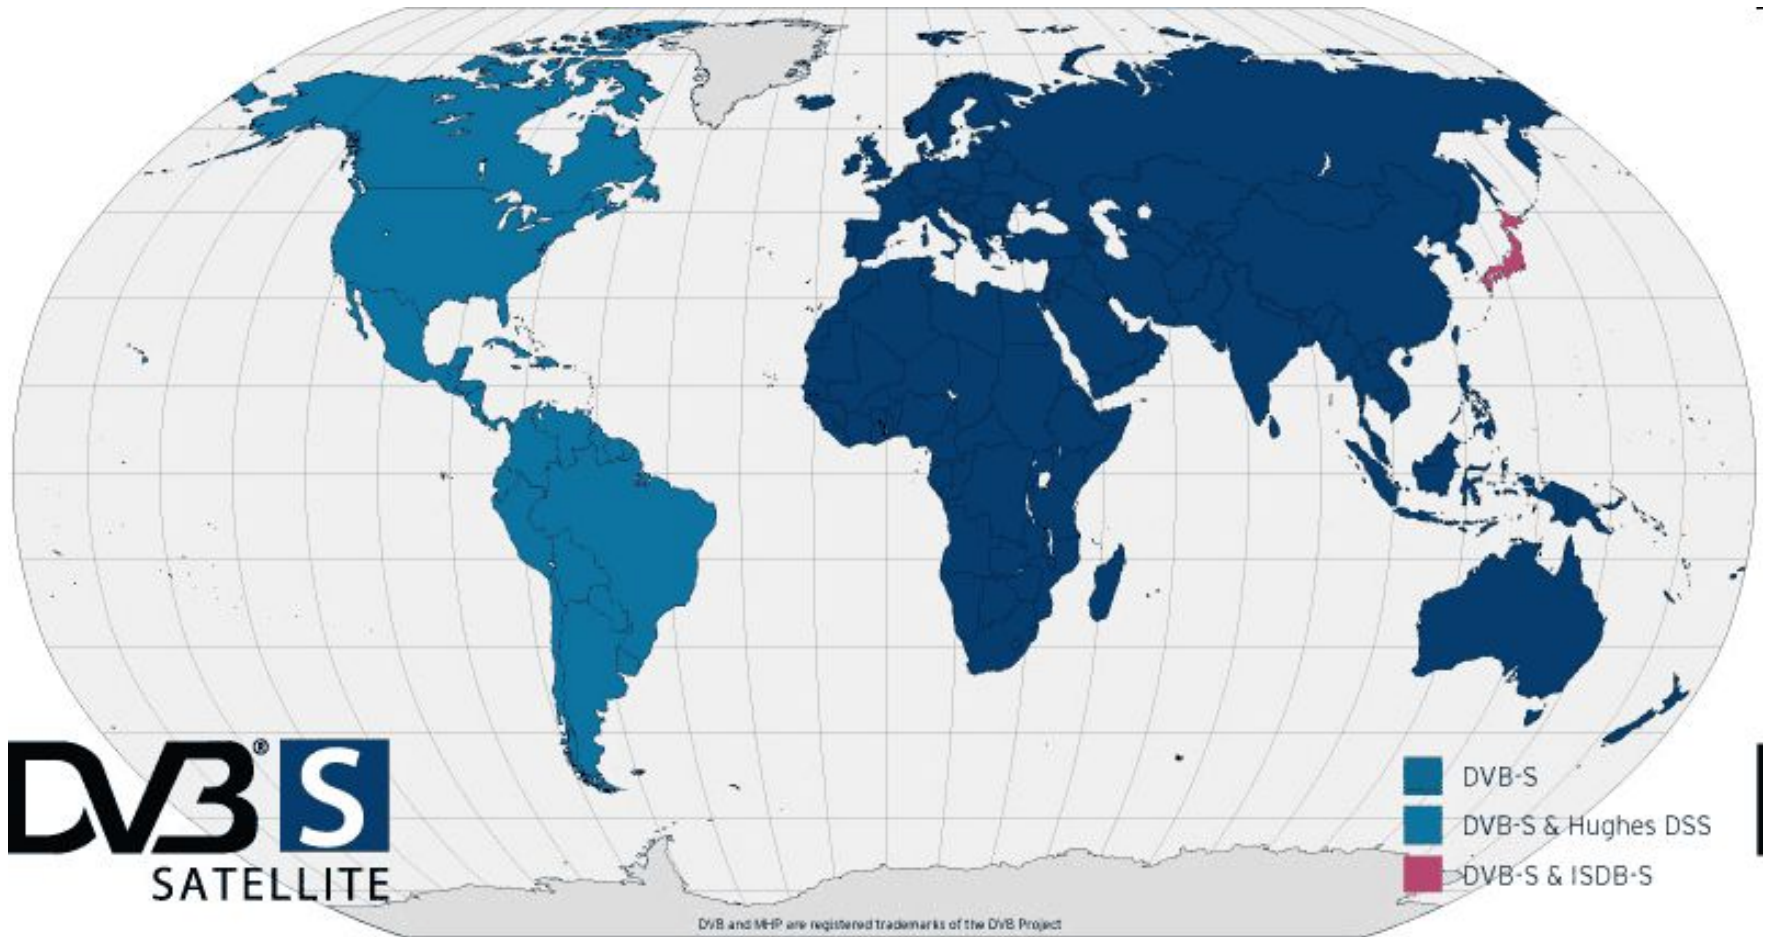 DVB® S
SATELLITE
DVB-S
DVB-S & Hughes DSS
DVB-S & ISDB-S
DVB and MHP are registered trademarks of the DVB Project